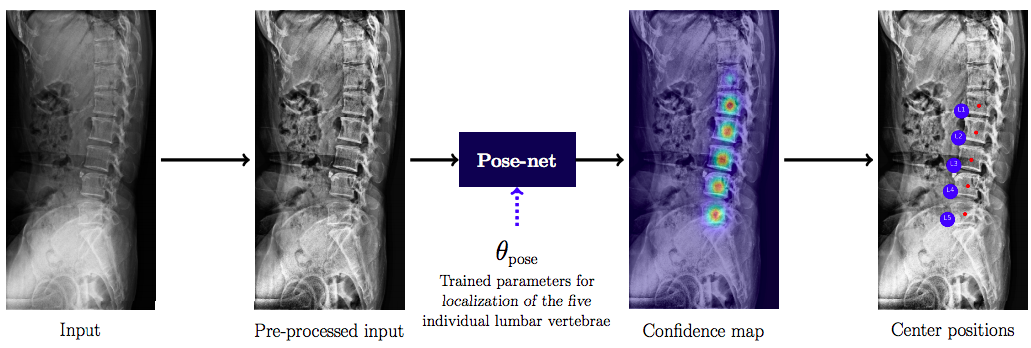 L1
L2
L3
L4
L5
Pose-net
θpose
Trained parameters for
localization of the five
individual lumbar vertebrae
Input
Pre-processed input
Confidence map
Center positions